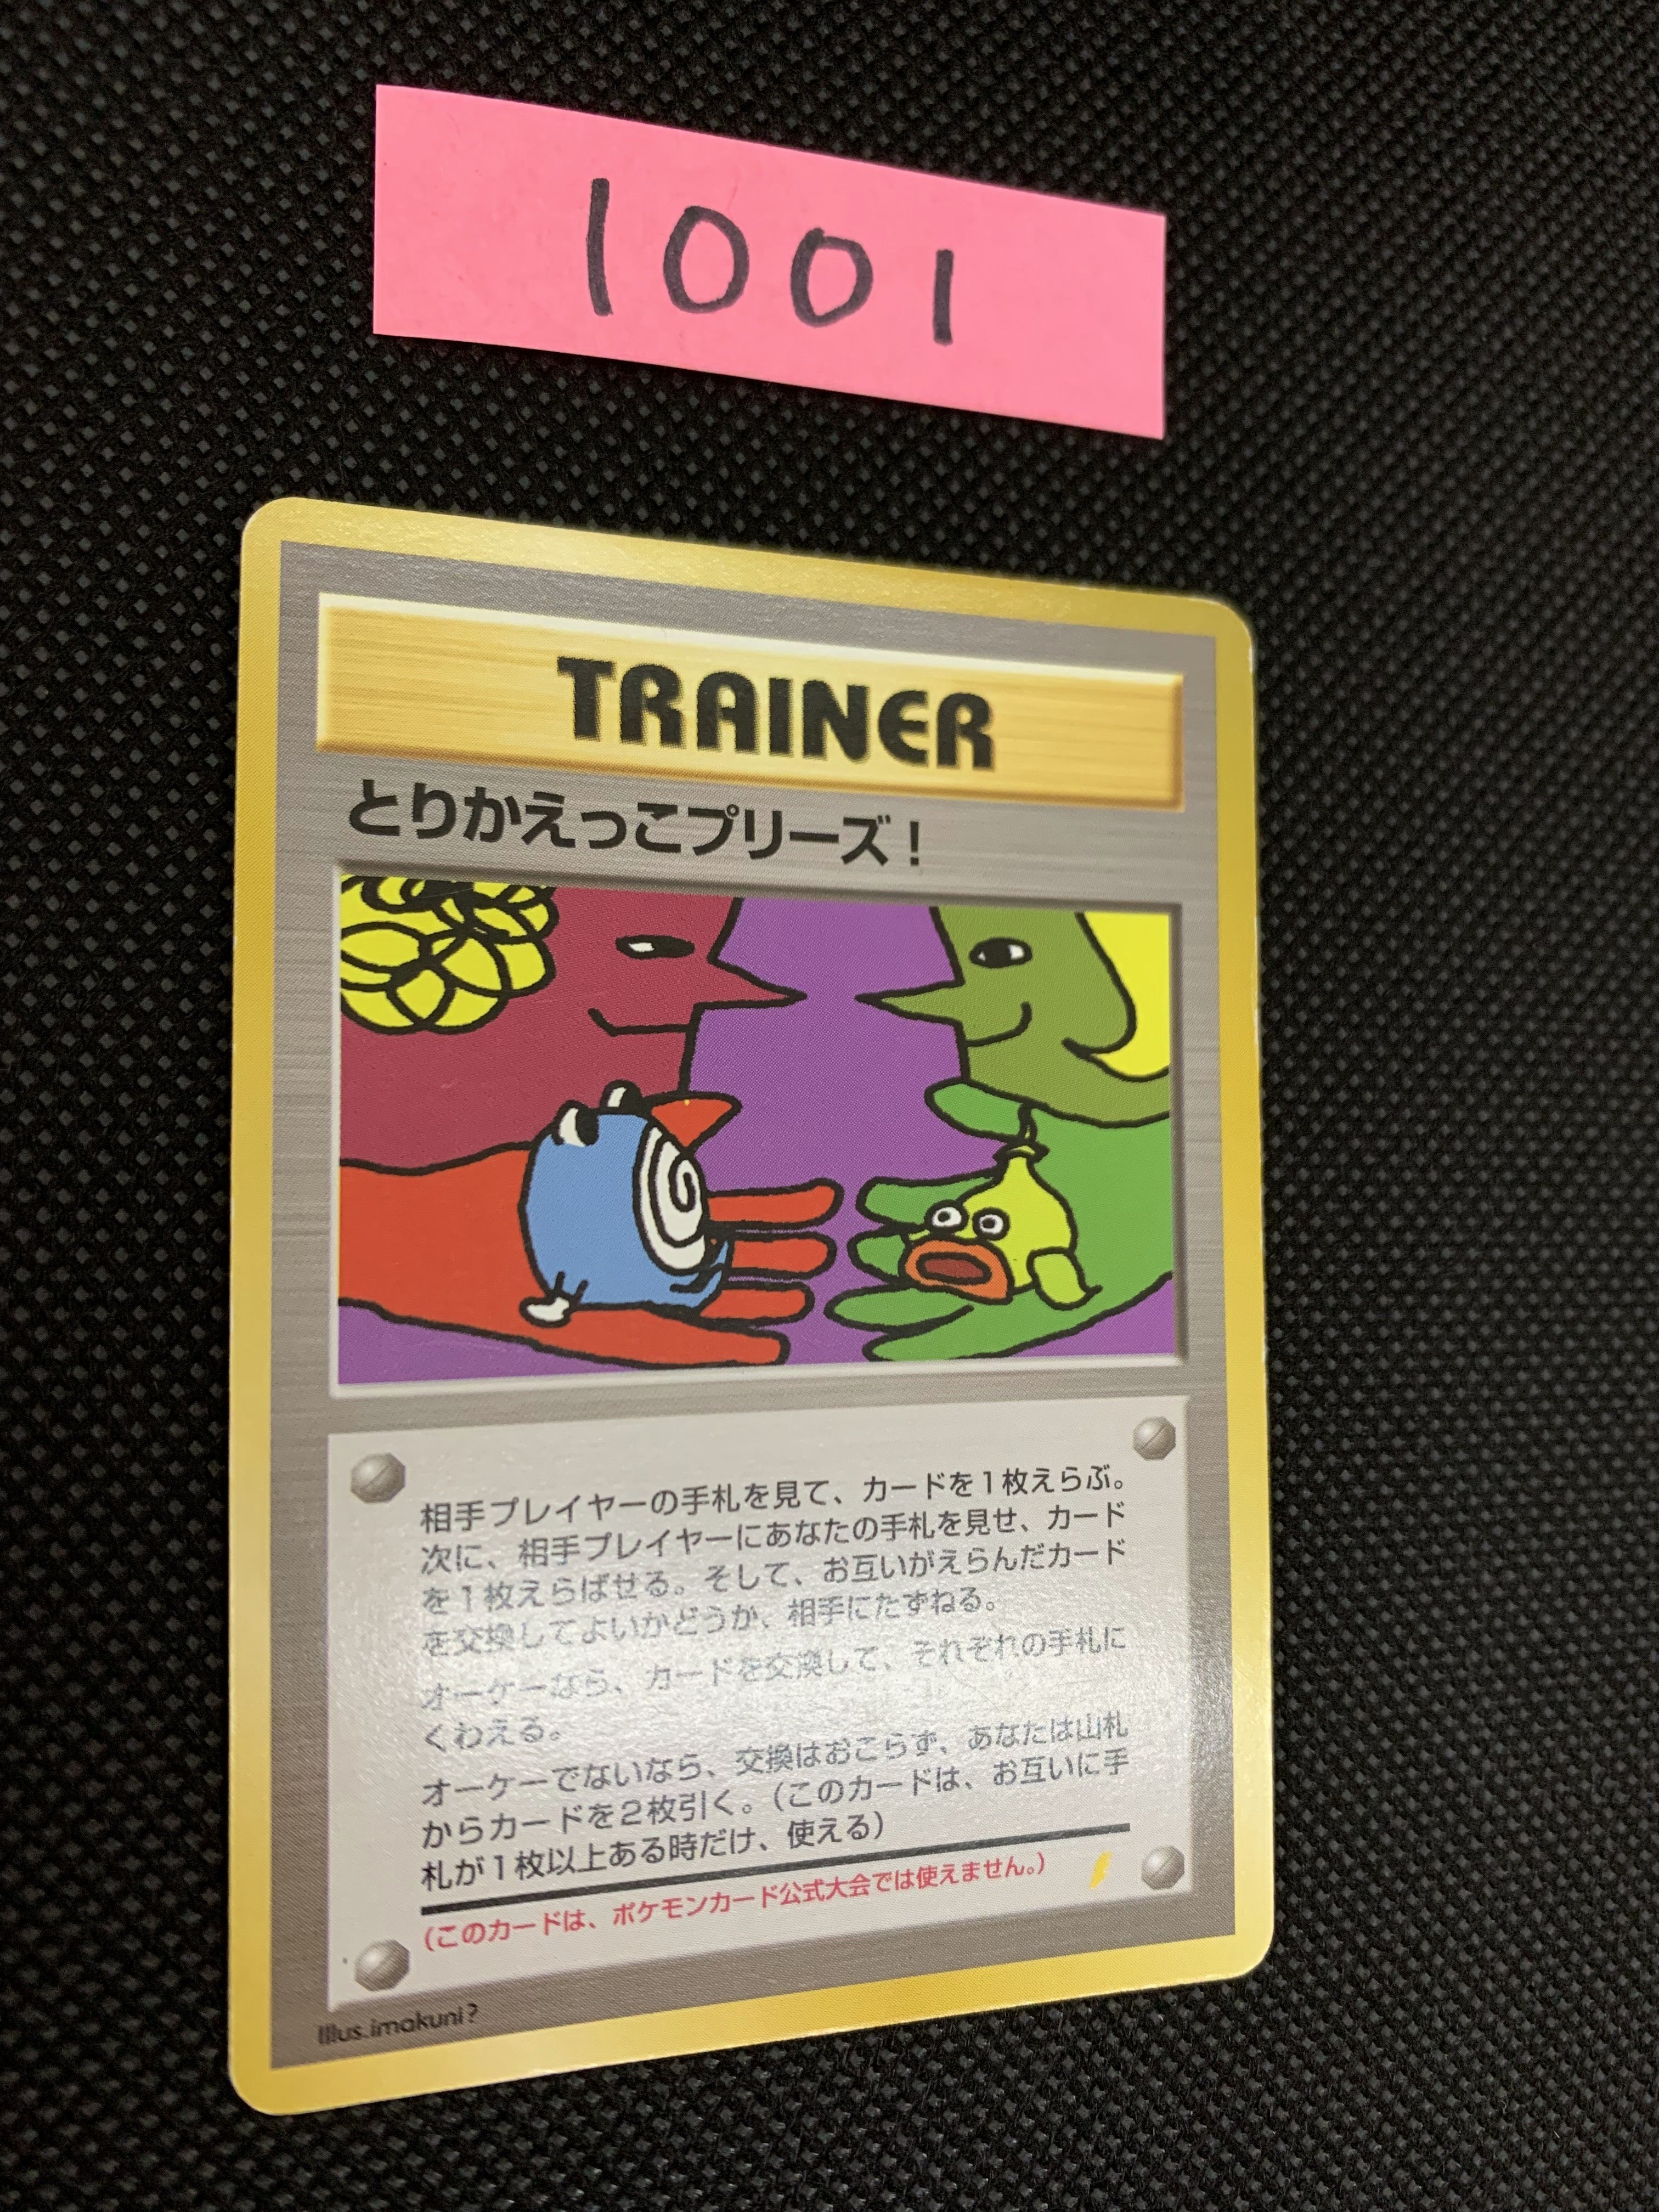 1001
TRAINER
とりかえっこプリーズ！
相手プレイヤーの手札を見て、カードを1枚えらぶ。
次に、相手プレイヤーにあなたの手札を見せ、カード
を1枚えらばせる。そして、お互いがえらんだカード
を交換してよいかどうか、相手にたずねる。
オーケーなら、カードを交換して、それぞれの手札に
くわえる。
オーケーでないなら、交換はおこらず、あなたは山札
からカードを2枚引く。（このカードは、お互いに手
札が1枚以上ある時だけ、使える）
（このカードは、ポケモンカード公式大会では使えません。）
Illus.imakuni?